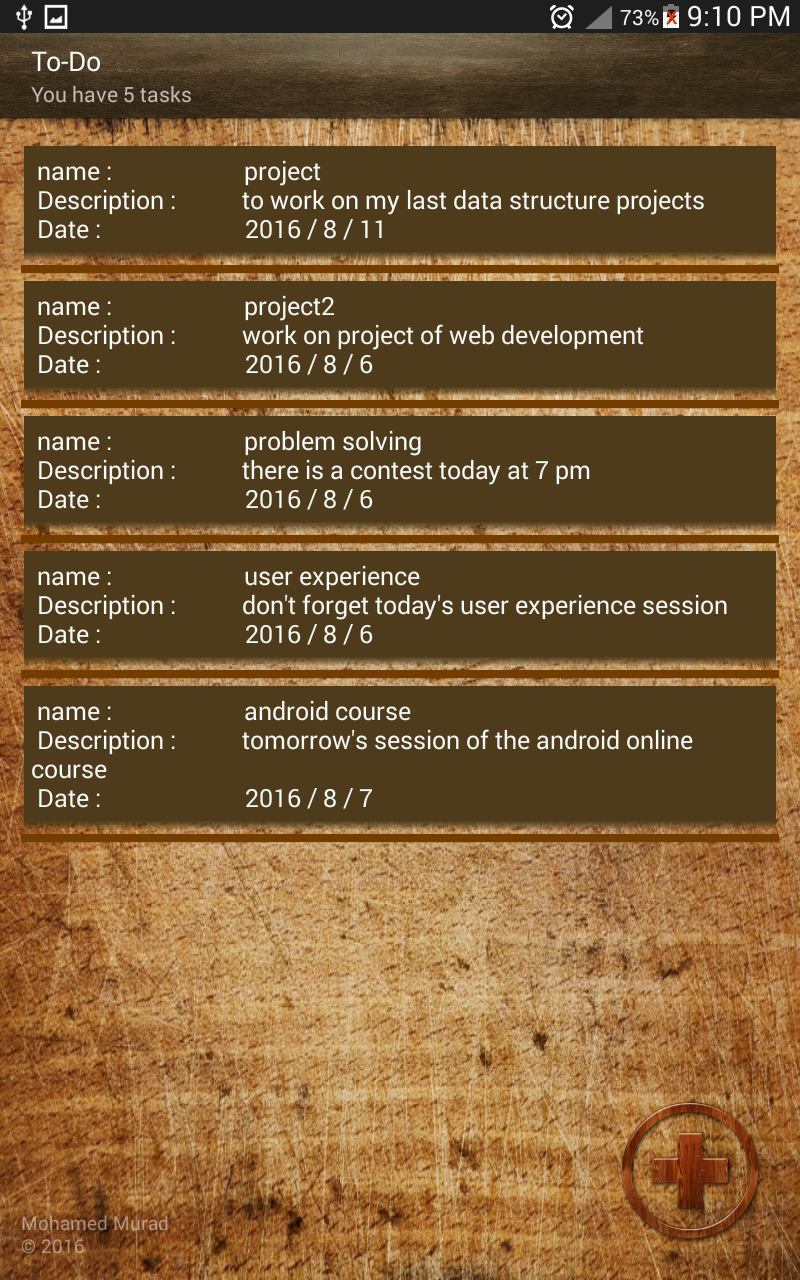 73% 9:10 PM
To-Do
You have 5 tasks
name : project
Description : to work on my last data structure projects
Date : 2016 / 8 / 11
name : project2
Description : work on project of web development
Date : 2016 / 8 / 6
name : problem solving
Description : there is a contest today at 7 pm
Date : 2016 / 8 / 6
name : user experience
Description : don't forget today's user experience session
Date : 2016 / 8 / 6
name : android course
Description : tomorrow's session of the android online
course
Date : 2016 / 8 / 7
Mohamed Murad
© 2016